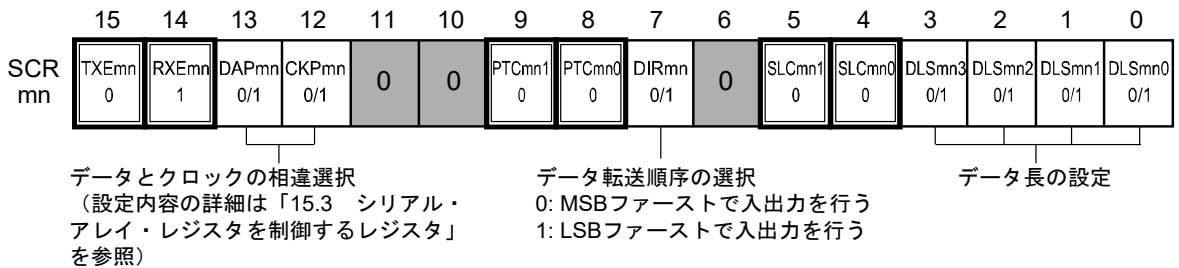 15 14 13 12 11 10 9 8 7 6 5 4 3 2 1 0
SCR TXEmn RXEmn DAPmn CKPmn 0 0 PTCmn1 PTCmn0 DIRmn 0 SLCmn1 SLCmn0 DLSmn3 DLSmn2 DLSmn1 DLSmn0
mn 0 1 0/1 0/1 0 0 0/1 0 0 0/1 0/1 0/1 0/1
データとクロックの相違選択
（設定内容の詳細は「15.3　シリアル・
アレイ・レジスタを制御するレジスタ」
を参照）
データ転送順序の選択
0: MSBファーストで入出力を行う
1: LSBファーストで入出力を行う
データ長の設定